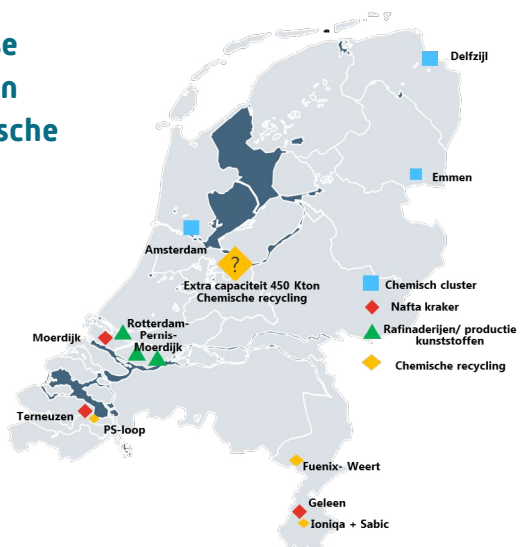 se
n
sche
Delfzijl
Emmen
Amsterdam
?
Extra capaciteit 450 Kton
Chemische recycling
Chemisch cluster
Nafta kraker
Rafinaderijen/ productie
kunststoffen
Chemische recycling
Rotterdam-
Pernis-
Moerdijk
Moerdijk
Terneuzen
PS-loop
Fuenix- Weert
Geleen
Ioniqa + Sabic